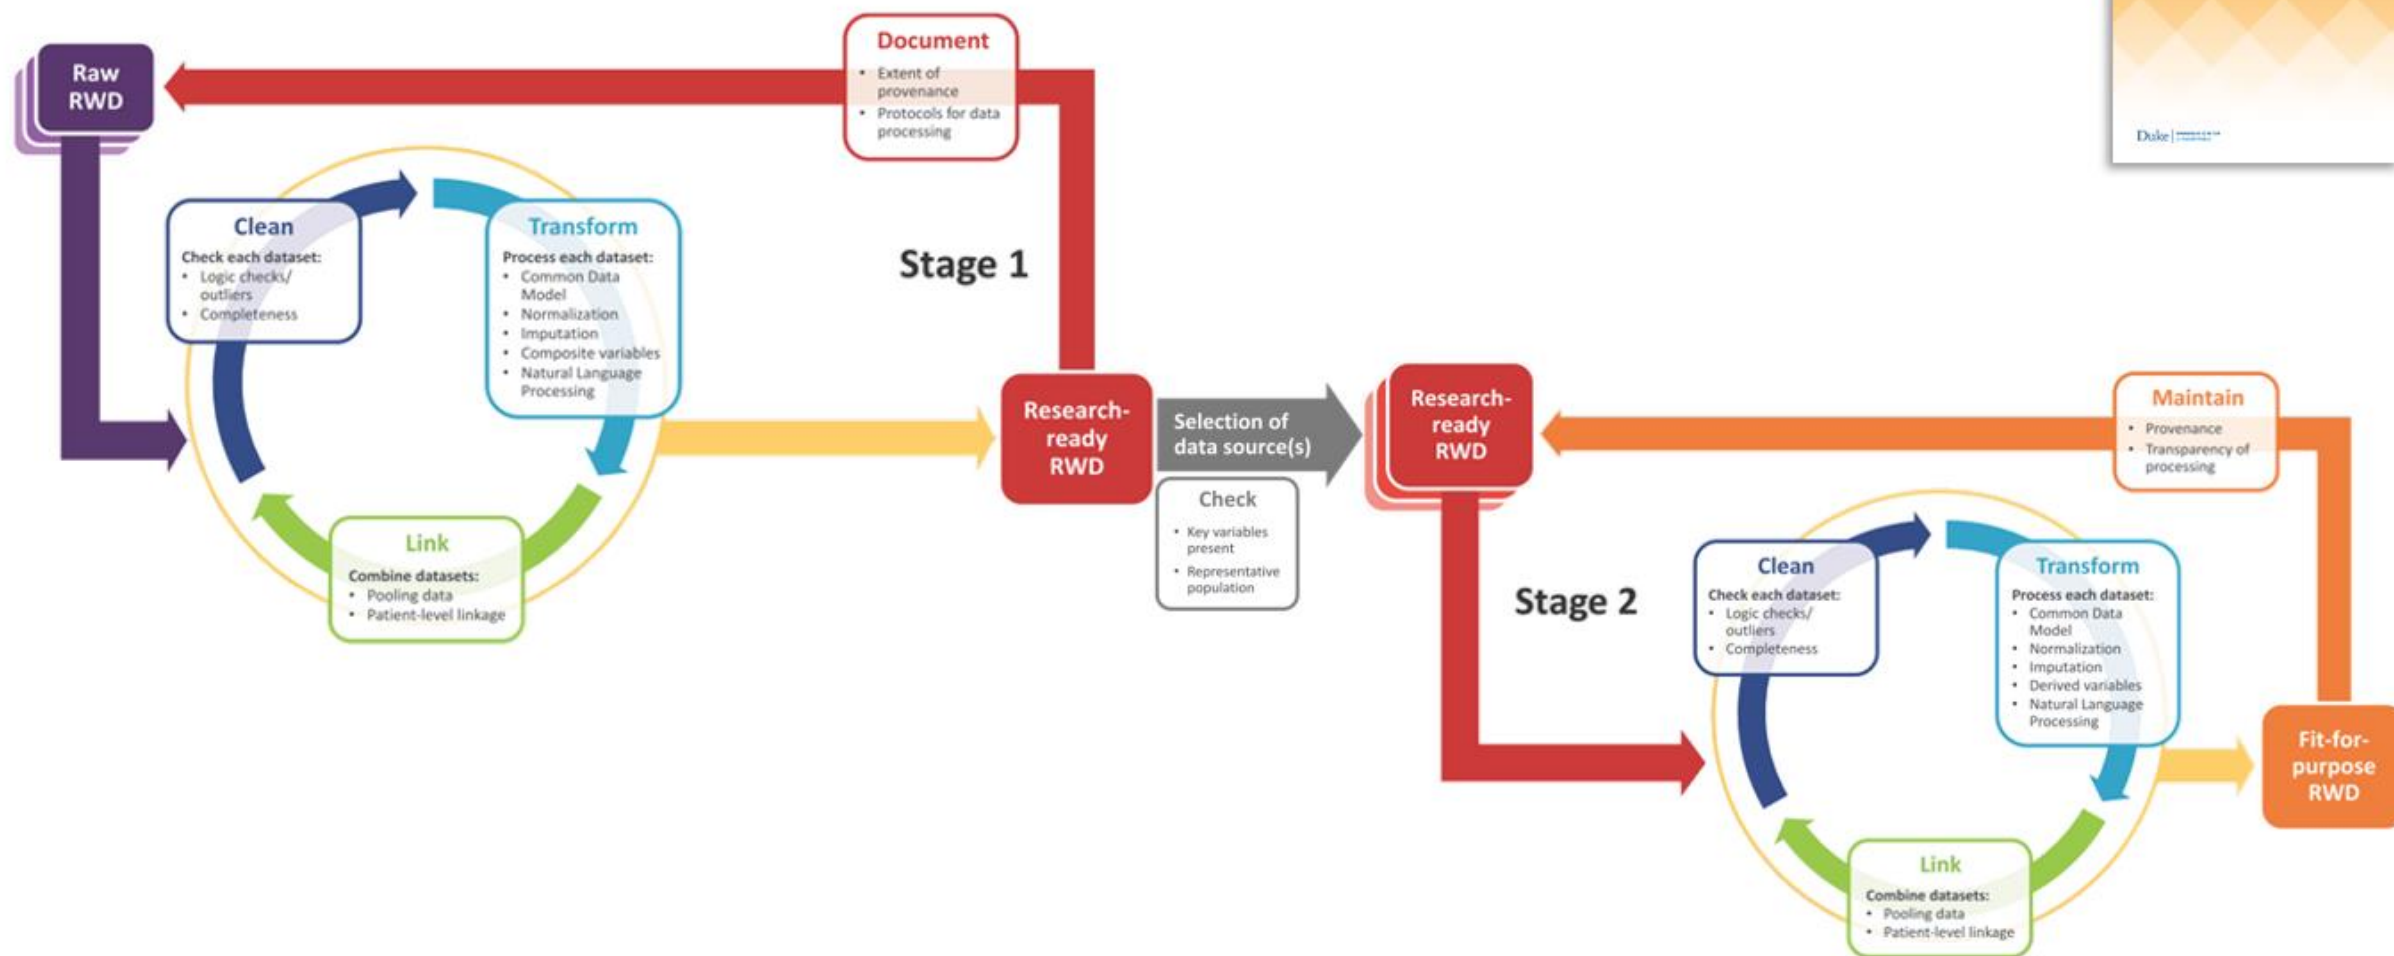 Raw
RWD
Document
• Extent of
provenance
• Protocols for data
processing
Clean
Check each dataset:
• Logic checks/
outliers
• Completeness
Transform
Process each dataset:
• Common Data
Model
• Normalization
• Imputation
• Composite variables
• Natural Language
Processing
Link
Combine datasets:
• Pooling data
• Patient-level linkage
Stage 1
Research-
ready
RWD
Selection of
data source(s)
Check
• Key variables
present
• Representative
population
Research-
ready
RWD
Stage 2
Maintain
• Provenance
• Transparency of
processing
Clean
Check each dataset:
• Logic checks/
outliers
• Completeness
Transform
Process each dataset:
• Common Data
Model
• Normalization
• Imputation
• Derived variables
• Natural Language
Processing
Link
Combine datasets:
• Pooling data
• Patient-level linkage
Fit-for-
purpose
RWD
Duke